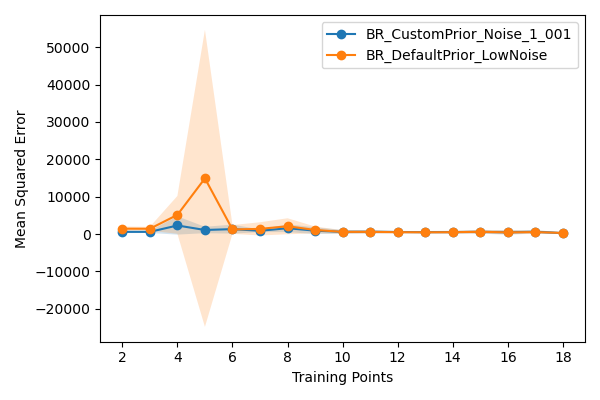 BR_CustomPrior_Noise_1_001
BR_DefaultPrior_LowNoise
Mean Squared Error
50000
40000
30000
20000
10000
0
−10000
−20000
2 4 6 8 10 12 14 16 18
Training Points